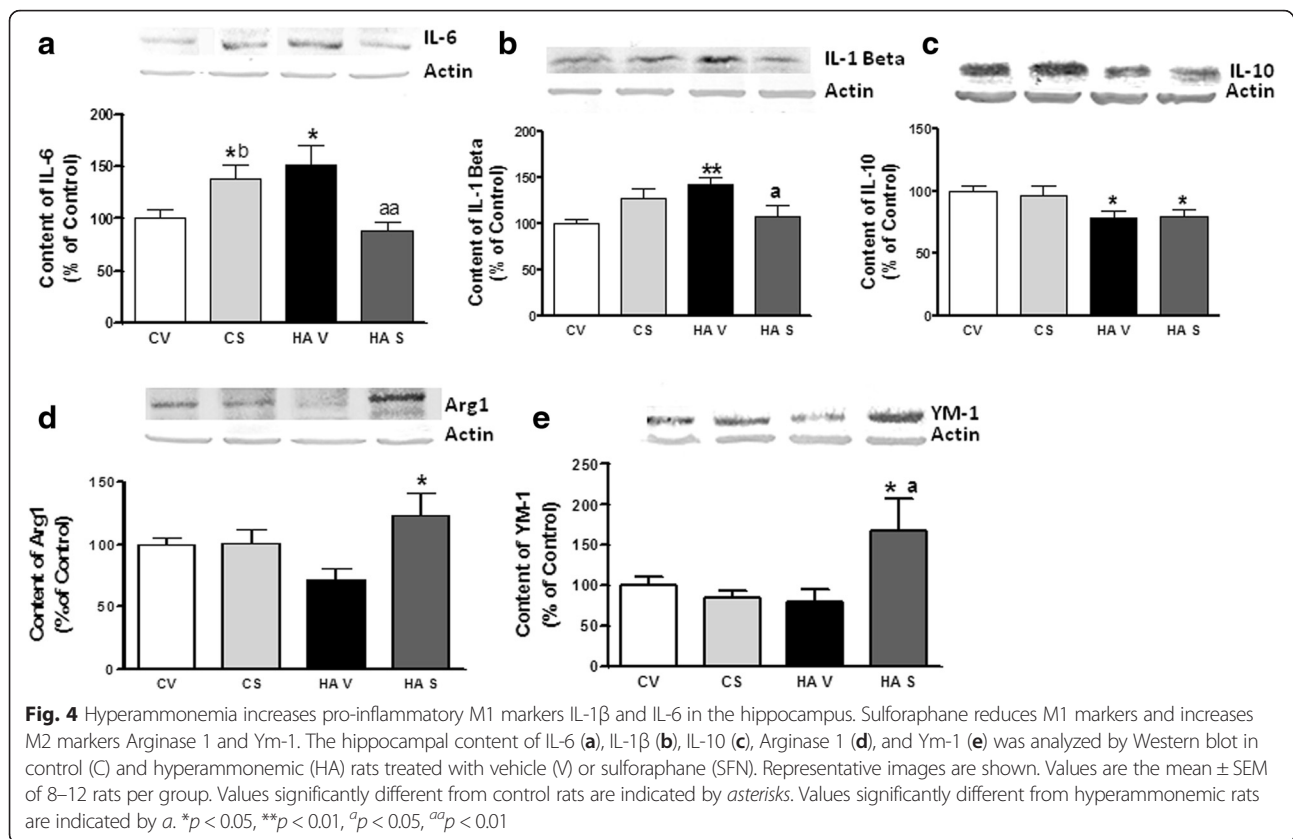 a
IL-6
Actin
Content of IL-6
(% of Control)
200
150
100
50
0
*b
*
aa
CV CS HA V HA S
b
IL-1 Beta
Actin
Content of IL-1 Beta
(% of Control)
200
150
100
50
0
**
a
CV CS HA V HA S
c
IL-10
Actin
Content of IL-10
(% of Control)
150
100
50
0
*
*
CV CS HA V HA S
d
Arg1
Actin
Content of Arg1
(%of Control)
150
100
50
0
*
CV CS HA V HA S
e
YM-1
Actin
Content of YM-1
(% of Control)
250
200
150
100
50
0
* a
CV CS HA V HA S
Fig. 4 Hyperammonemia increases pro-inflammatory M1 markers IL-1β and IL-6 in the hippocampus. Sulforaphane reduces M1 markers and increases
M2 markers Arginase 1 and Ym-1. The hippocampal content of IL-6 (a), IL-1β (b), IL-10 (c), Arginase 1 (d), and Ym-1 (e) was analyzed by Western blot in
control (C) and hyperammonemic (HA) rats treated with vehicle (V) or sulforaphane (SFN). Representative images are shown. Values are the mean ± SEM
of 8–12 rats per group. Values significantly different from control rats are indicated by asterisks. Values significantly different from hyperammonemic rats
are indicated by a. *p < 0.05, **p < 0.01, ᵃp < 0.05, ᵃᵃp < 0.01